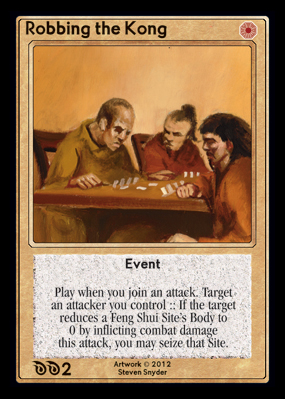 Robbing the Kong
Event
Play when you join an attack. Target
an attacker you control :: If the target
reduces a Feng Shui Site's Body to
0 by inflicting combat damage
this attack, you may seize that Site.
2
Artwork © 2012
Steven Snyder